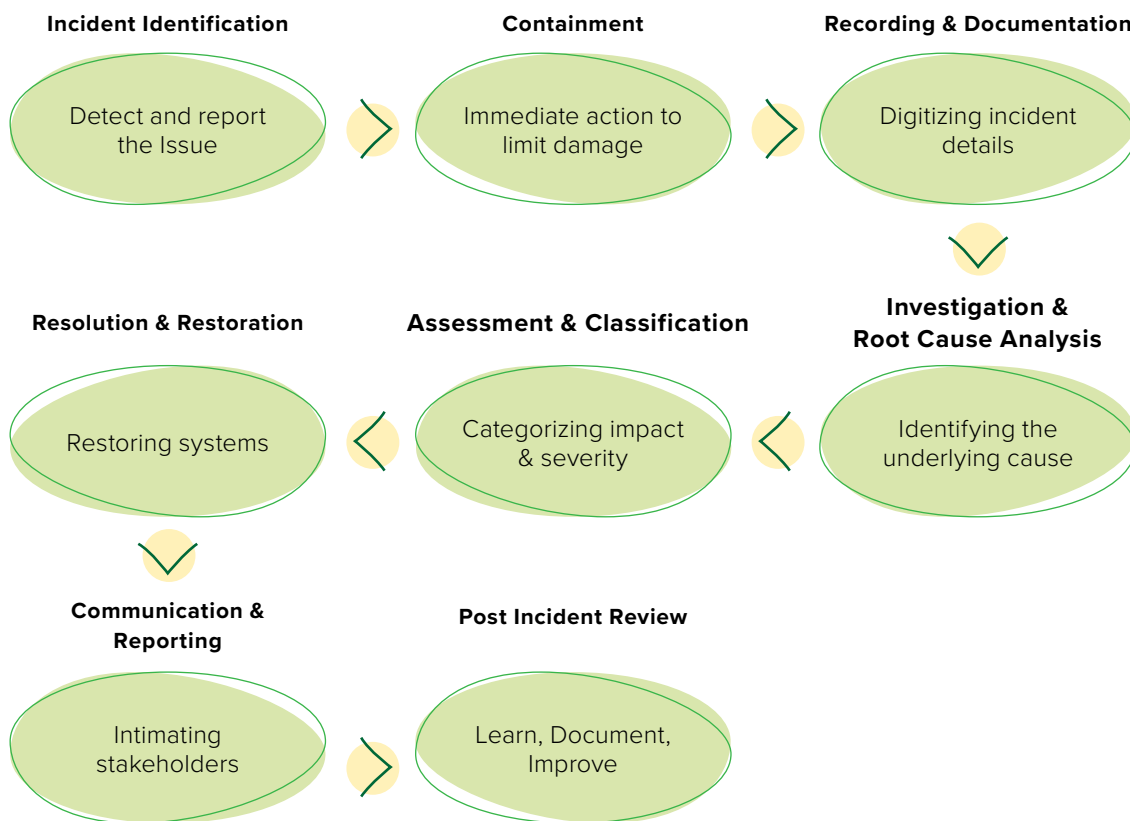 Incident Identification
Detect and report
the Issue
Containment
Immediate action to
limit damage
Recording & Documentation
Digitizing incident
details
Investigation &
Root Cause Analysis
Identifying the
underlying cause
Assessment & Classification
Categorizing impact
& severity
Resolution & Restoration
Restoring systems
Communication &
Reporting
Intimating
stakeholders
Post Incident Review
Learn, Document,
Improve